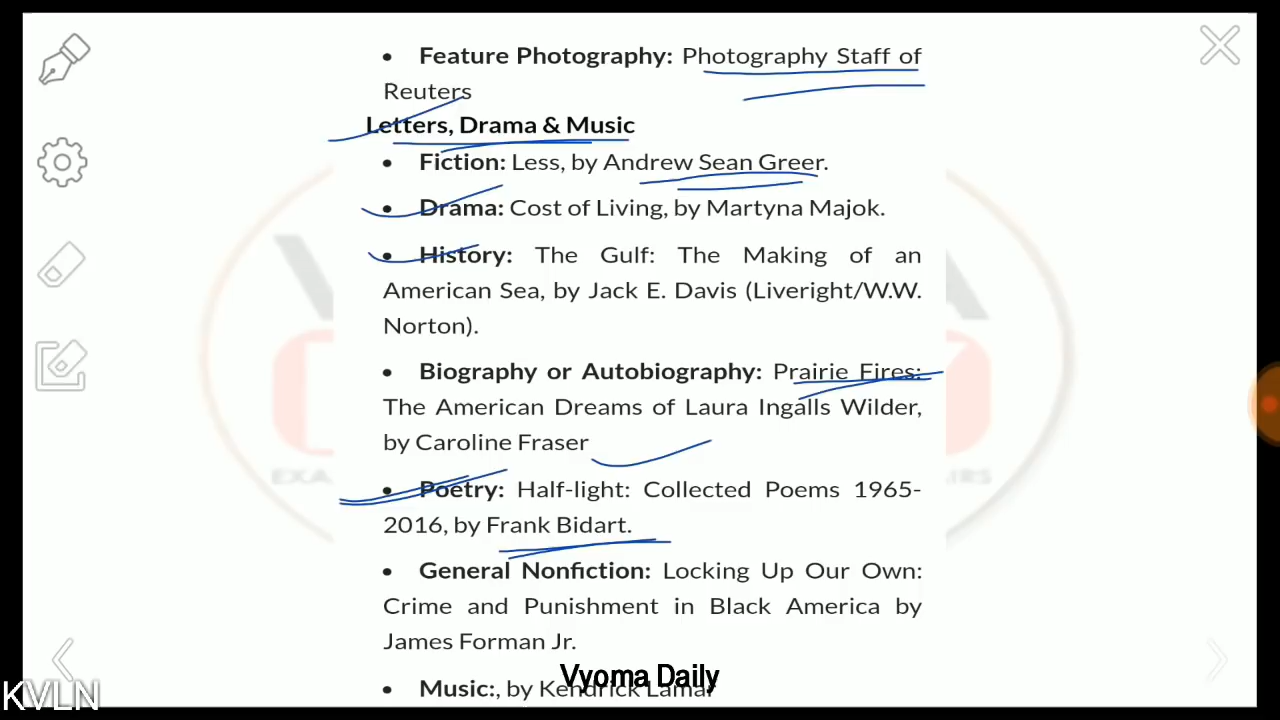 • Feature Photography: Photography Staff of
Reuters
Letters, Drama & Music
• Fiction: Less, by Andrew Sean Greer.
• Drama: Cost of Living, by Martyna Majok.
• History: The Gulf: The Making of an
American Sea, by Jack E. Davis (Liveright/W.W.
Norton).
• Biography or Autobiography: Prairie Fires:
The American Dreams of Laura Ingalls Wilder,
by Caroline Fraser
• Poetry: Half-light: Collected Poems 1965-
2016, by Frank Bidart.
• General Nonfiction: Locking Up Our Own:
Crime and Punishment in Black America by
James Forman Jr.
Vyoma Daily
• Music:, by Kendrick Lamar
KVLN